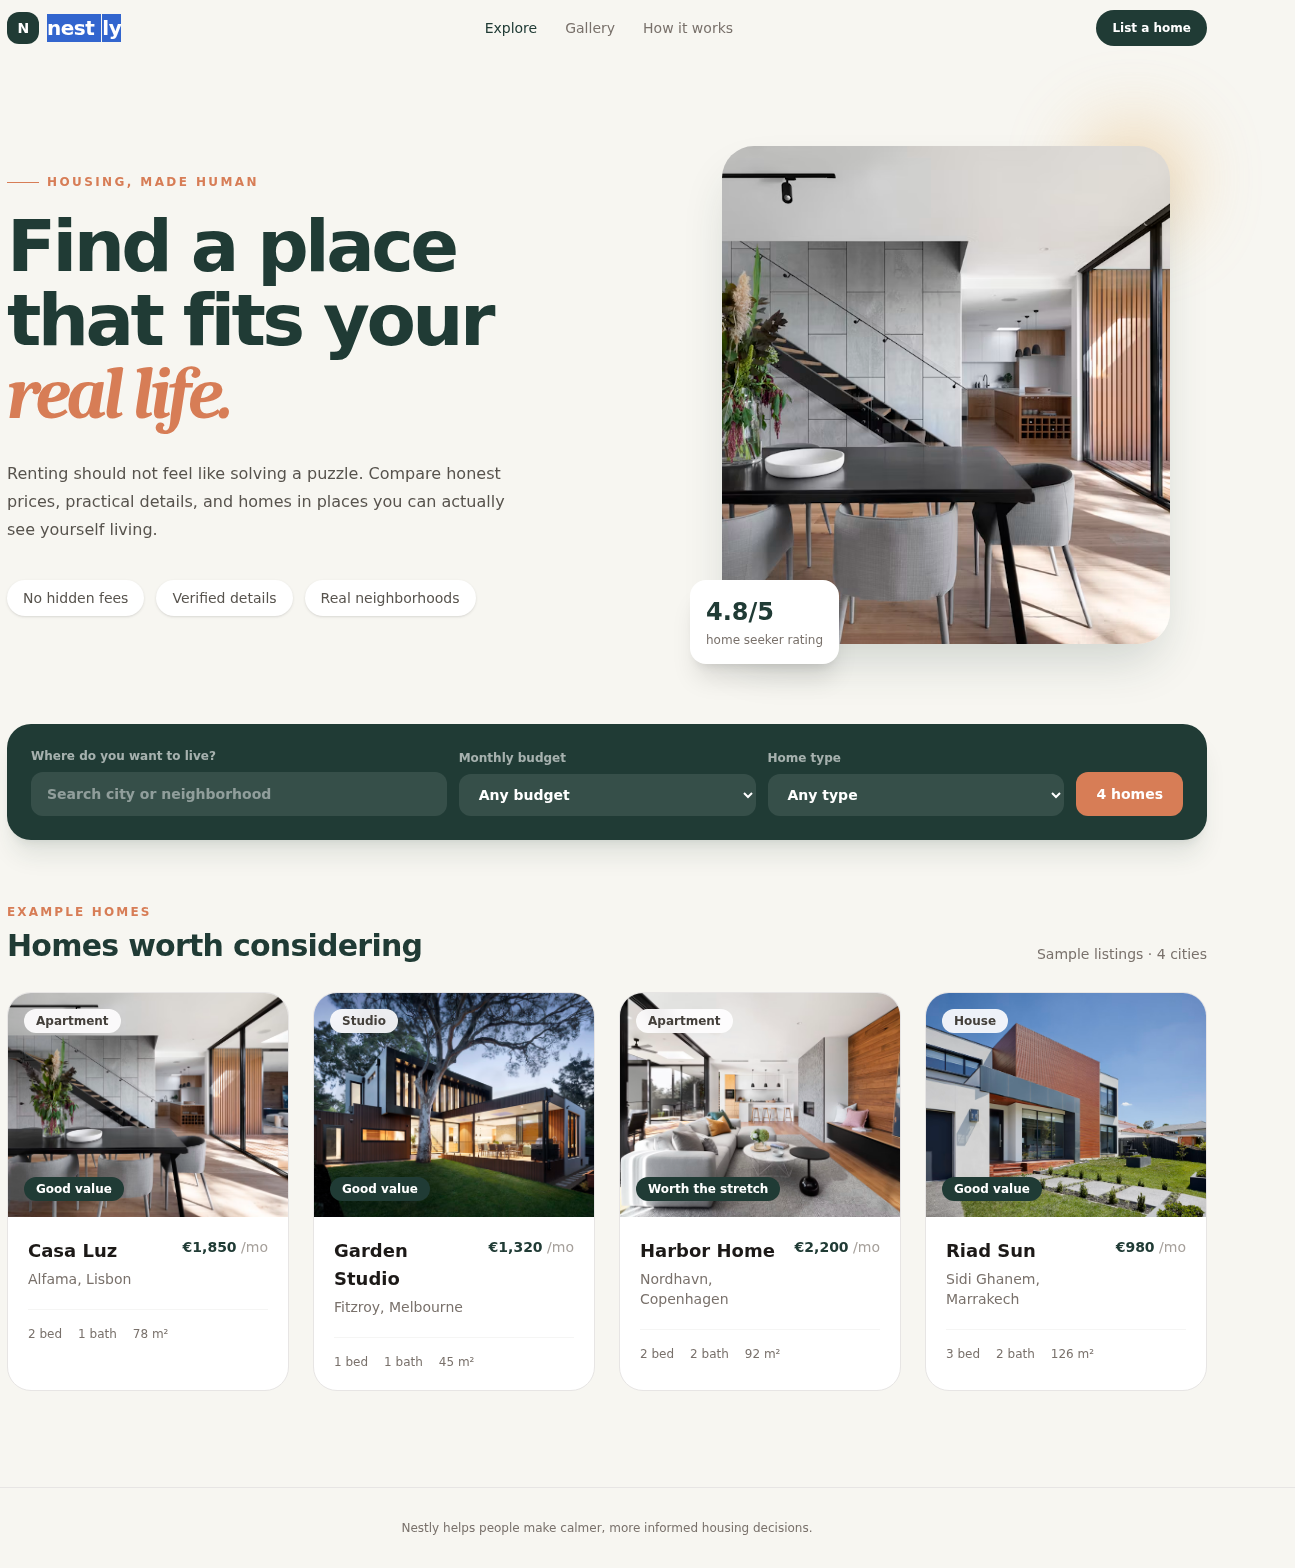 N nest ly Explore Gallery How it works List a home
HOUSING, MADE HUMAN
Find a place
that fits your
real life.
Renting should not feel like solving a puzzle. Compare honest
prices, practical details, and homes in places you can actually
see yourself living.
No hidden fees Verified details Real neighborhoods
4.8/5
home seeker rating
Where do you want to live? Monthly budget Home type
Search city or neighborhood Any budget Any type 4 homes
EXAMPLE HOMES
Homes worth considering
Sample listings · 4 cities
Apartment
Good value
Casa Luz €1,850 /mo
Alfama, Lisbon
2 bed 1 bath 78 m²
Studio
Good value
Garden €1,320 /mo
Studio
Fitzroy, Melbourne
1 bed 1 bath 45 m²
Apartment
Worth the stretch
Harbor Home €2,200 /mo
Nordhavn,
Copenhagen
2 bed 2 bath 92 m²
House
Good value
Riad Sun €980 /mo
Sidi Ghanem,
Marrakech
3 bed 2 bath 126 m²
Nestly helps people make calmer, more informed housing decisions.